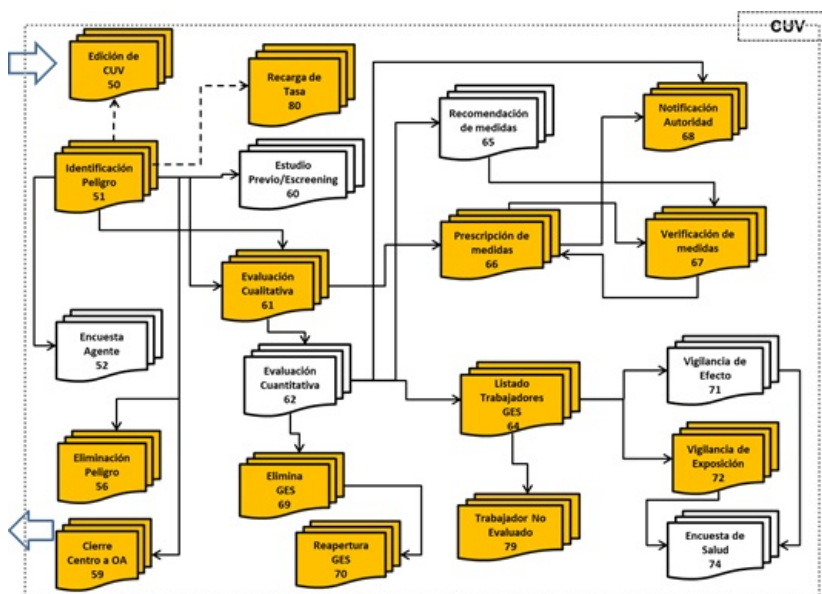 CUV
Edición de
CUV
50
Recarga de
Tasa
80
Recomendación
de medidas
65
Notificación
Autoridad
68
Identificación
Peligro
51
Estudio
Previo/Escreening
60
Prescripción de
medidas
66
Verificación de
medidas
67
Evaluación
Cualitativa
61
Encuesta
Agente
52
Evaluación
Cuantitativa
62
Listado
Trabajadores
GES
64
Vigilancia de
Efecto
71
Eliminación
Peligro
56
Elimina
GES
69
Vigilancia de
Exposición
72
Cierre
Centro a OA
59
Reapertura
GES
70
Trabajador No
Evaluado
79
Encuesta de
Salud
74